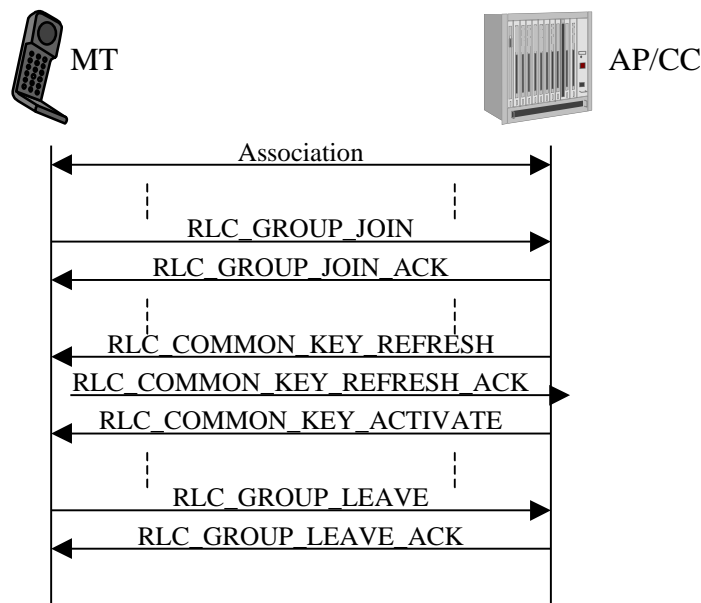 MT
AP/CC
Association
RLC_GROUP_JOIN
RLC_GROUP_JOIN_ACK
RLC_COMMON_KEY_REFRESH
RLC_COMMON_KEY_REFRESH_ACK
RLC_COMMON_KEY_ACTIVATE
RLC_GROUP_LEAVE
RLC_GROUP_LEAVE_ACK